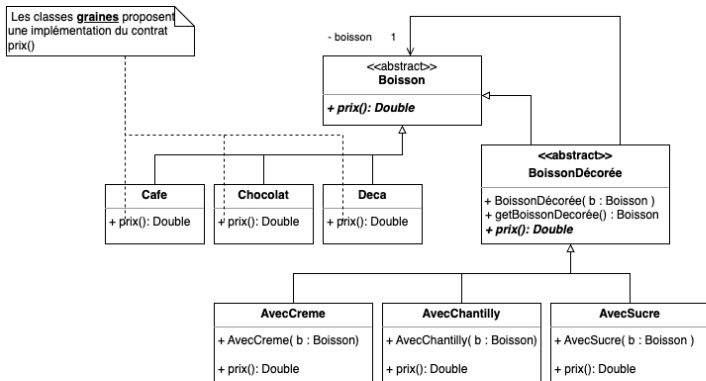 Les classes graines proposent
une implémentation du contrat
prix()
- boisson 1
<<abstract>>
Boisson
+ prix(): Double
<<abstract>>
BoissonDécorée
+ BoissonDécorée( b : Boisson )
+ getBoissonDecorée() : Boisson
+ prix(): Double
Cafe
+ prix(): Double
Chocolat
+ prix(): Double
Deca
+ prix(): Double
AvecCreme
+ AvecCreme( b : Boisson)
+ prix(): Double
AvecChantilly
+ AvecChantilly( b : Boisson)
+ prix(): Double
AvecSucre
+ AvecSucre( b : Boisson )
+ prix(): Double